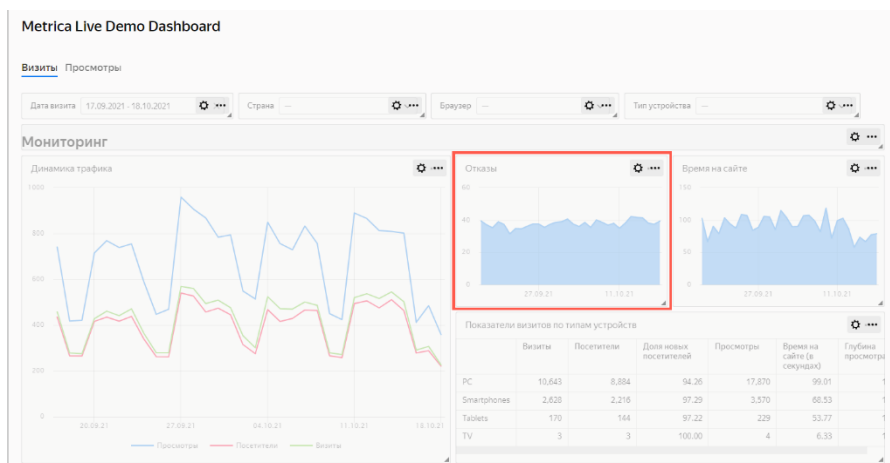 Metrica Live Demo Dashboard
Визиты Просмотры
Дата визита 17.09.2021 - 18.10.2021 Страна — Браузер — Тип устройства —
Мониторинг
Динамика трафика
1000
800
600
400
200
0
20.09.21 27.09.21 04.10.21 11.10.21 18.10.21
Просмотры Посетители Визиты
Отказы
60
40
20
0
27.09.21 11.10.21
Время на сайте
150
100
50
0
27.09.21 11.10.21
Показатели визитов по типам устройств
Визиты Посетители Доля новых посетителей Просмотры Время на сайте (в секундах) Глубина просмотра
PC 10,643 8,884 94.26 17,870 99.01 1
Smartphones 2,628 2,216 97.29 3,570 68.53 1
Tablets 170 144 97.22 229 53.77 1
TV 3 3 100.00 4 6.33 1